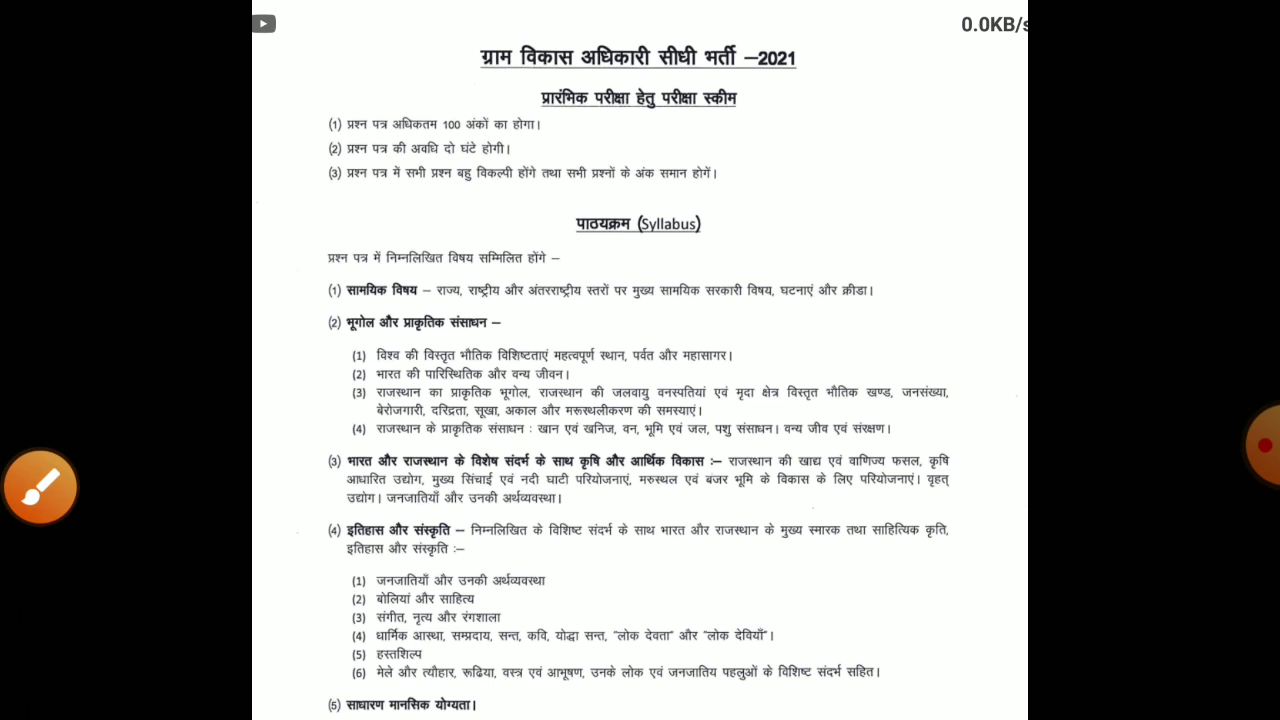 0.0KB/s
ग्राम विकास अधिकारी सीधी भर्ती –2021
प्रारंभिक परीक्षा हेतु परीक्षा स्कीम
(1) प्रश्न पत्र अधिकतम 100 अंकों का होगा।
(2) प्रश्न पत्र की अवधि दो घंटे होगी।
(3) प्रश्न पत्र में सभी प्रश्न बहु विकल्पी होंगे तथा सभी प्रश्नों के अंक समान होगें।
पाठयक्रम (Syllabus)
प्रश्न पत्र में निम्नलिखित विषय सम्मिलित होंगे –
(1) सामयिक विषय – राज्य, राष्ट्रीय और अंतरराष्ट्रीय स्तरों पर मुख्य सामयिक सरकारी विषय, घटनाएं और क्रीडा।
(2) भूगोल और प्राकृतिक संसाधन –
(1) विश्व की विस्तृत भौतिक विशिष्टताएं महत्वपूर्ण स्थान, पर्वत और महासागर।
(2) भारत की पारिस्थितिक और वन्य जीवन।
(3) राजस्थान का प्राकृतिक भूगोल, राजस्थान की जलवायु वनस्पतियां एवं मृदा क्षेत्र विस्तृत भौतिक खण्ड, जनसंख्या,
बेरोजगारी, दरिद्रता, सूखा, अकाल और मरूस्थलीकरण की समस्याएं।
(4) राजस्थान के प्राकृतिक संसाधन : खान एवं खनिज, वन, भूमि एवं जल, पशु संसाधन। वन्य जीव एवं संरक्षण।
(3) भारत और राजस्थान के विशेष संदर्भ के साथ कृषि और आर्थिक विकास :– राजस्थान की खाद्य एवं वाणिज्य फसल, कृषि
आधारित उद्योग, मुख्य सिंचाई एवं नदी घाटी परियोजनाएं, मरुस्थल एवं बंजर भूमि के विकास के लिए परियोजनाएं। वृहत्
उद्योग। जनजातियाँ और उनकी अर्थव्यवस्था।
(4) इतिहास और संस्कृति – निम्नलिखित के विशिष्ट संदर्भ के साथ भारत और राजस्थान के मुख्य स्मारक तथा साहित्यिक कृति,
इतिहास और संस्कृति :–
(1) जनजातियाँ और उनकी अर्थव्यवस्था
(2) बोलियां और साहित्य
(3) संगीत, नृत्य और रंगशाला
(4) धार्मिक आस्था, सम्प्रदाय, सन्त, कवि, योद्धा सन्त, "लोक देवता" और "लोक देवियाँ"।
(5) हस्तशिल्प
(6) मेले और त्यौहार, रूढिया, वस्त्र एवं आभूषण, उनके लोक एवं जनजातिय पहलुओं के विशिष्ट संदर्भ सहित।
(5) साधारण मानसिक योग्यता।